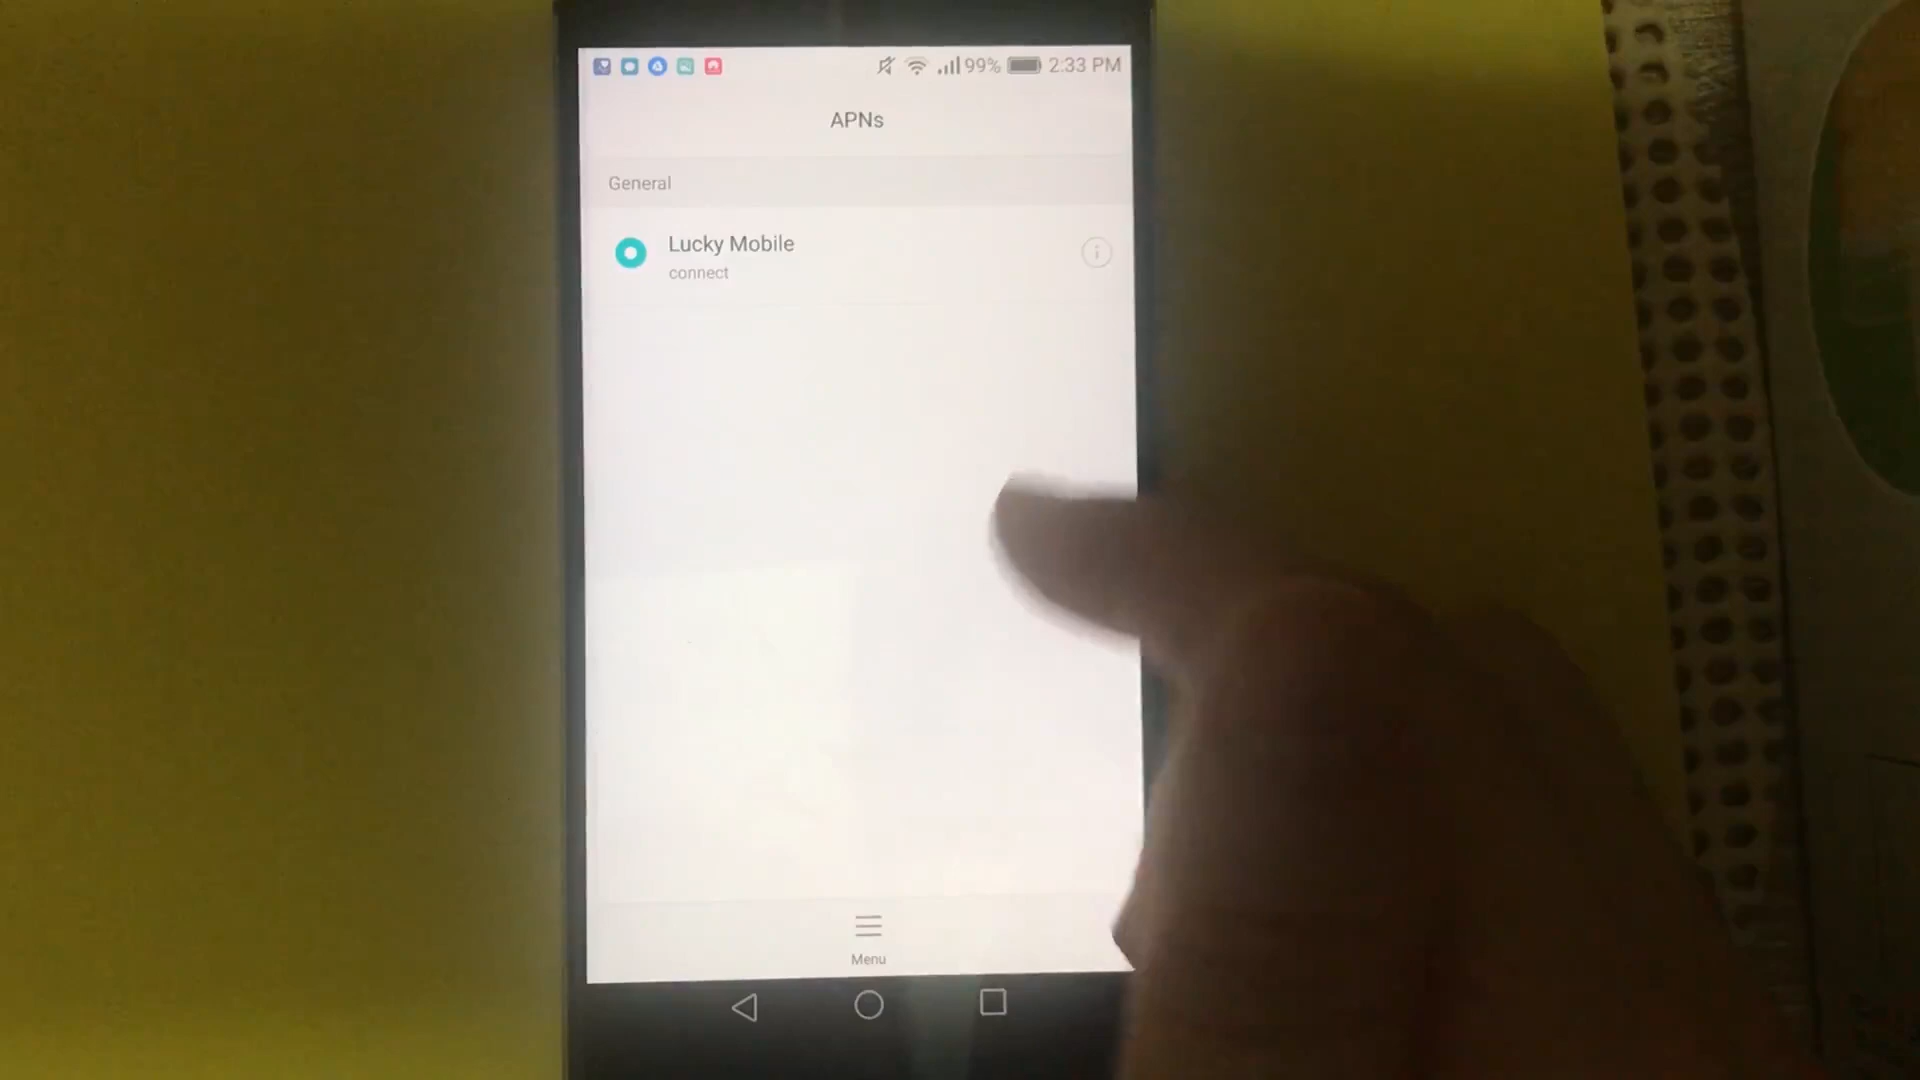 99% 2:33 PM
APNs
General
Lucky Mobile
connect
Menu